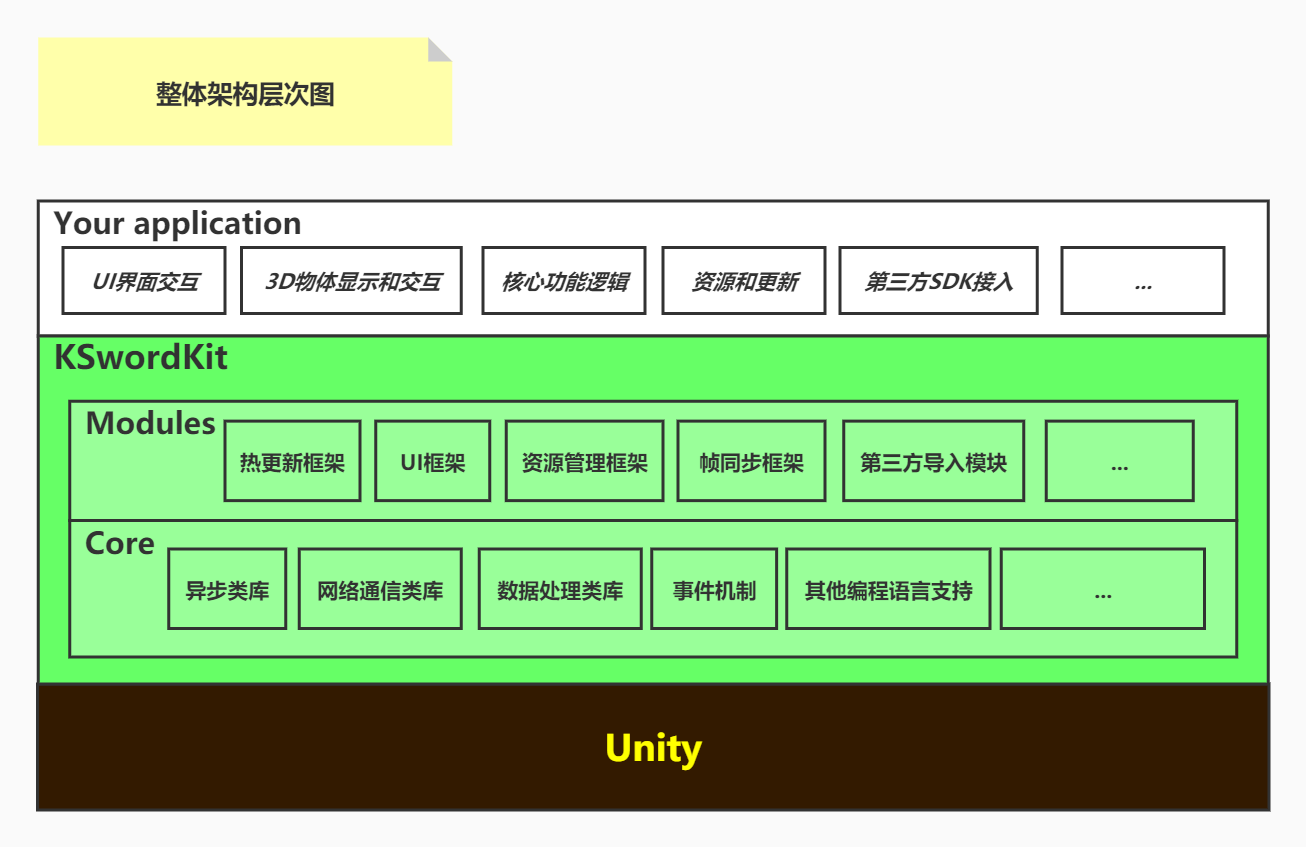 整体架构层次图
Your application
UI界面交互
3D物体显示和交互
核心功能逻辑
资源和更新
第三方SDK接入
...
KSwordKit
Modules
热更新框架
UI框架
资源管理框架
帧同步框架
第三方导入模块
...
Core
异步类库
网络通信类库
数据处理类库
事件机制
其他编程语言支持
...
Unity